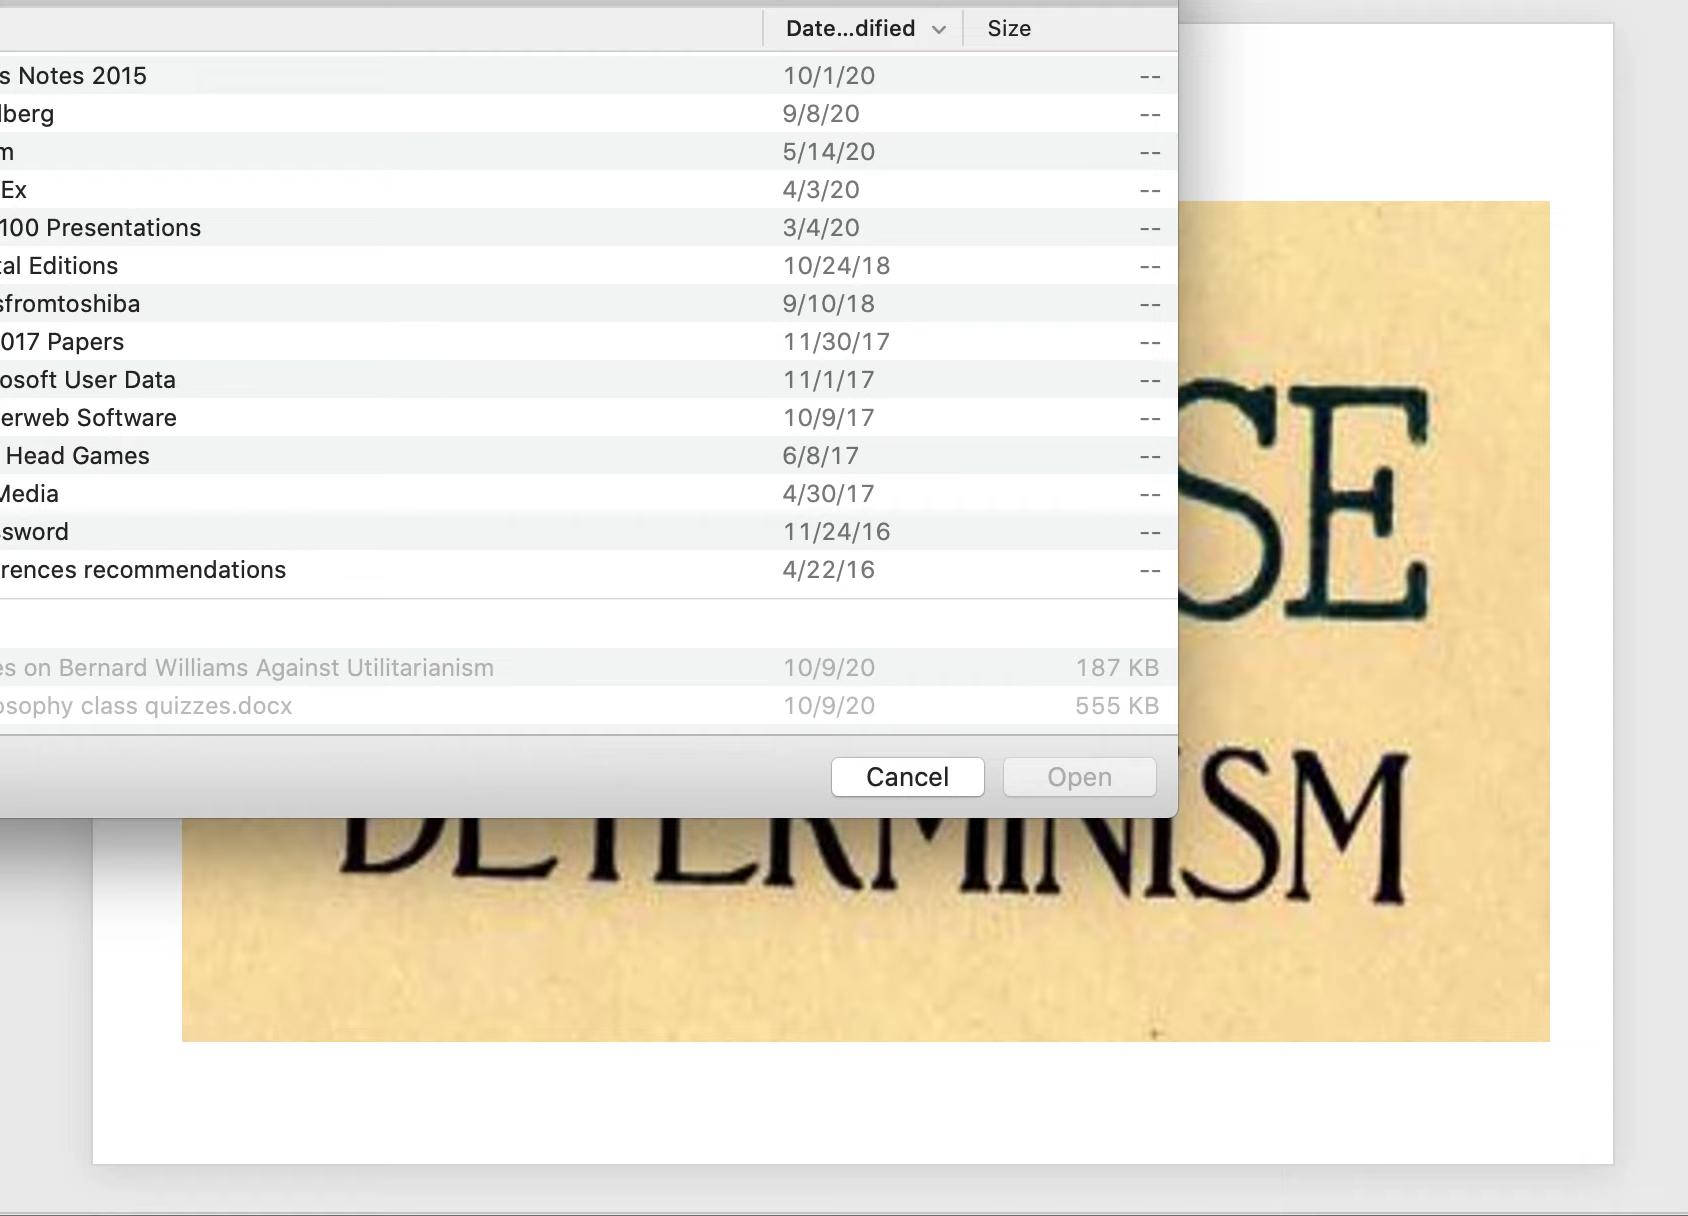 Date...dified Size
s Notes 2015 10/1/20 --
lberg 9/8/20 --
m 5/14/20 --
Ex 4/3/20 --
100 Presentations 3/4/20 --
tal Editions 10/24/18 --
sfromtoshiba 9/10/18 --
017 Papers 11/30/17 --
osoft User Data 11/1/17 --
erweb Software 10/9/17 --
Head Games 6/8/17 --
Media 4/30/17 --
ssword 11/24/16 --
rences recommendations 4/22/16 --
es on Bernard Williams Against Utilitarianism 10/9/20 187 KB
osophy class quizzes.docx 10/9/20 555 KB
Cancel Open
SE
DETERMINISM